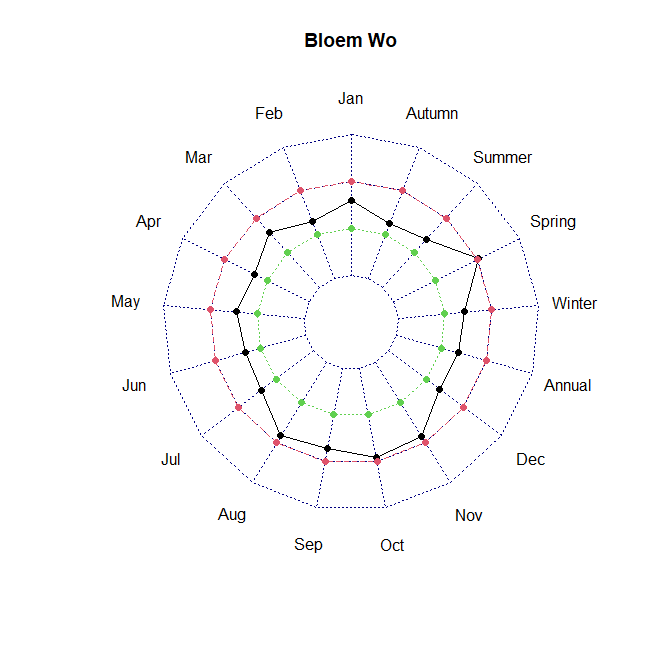 Bloem Wo
Jan
Feb
Autumn
Mar
Summer
Apr
Spring
May
Winter
Jun
Annual
Jul
Dec
Aug
Nov
Sep
Oct